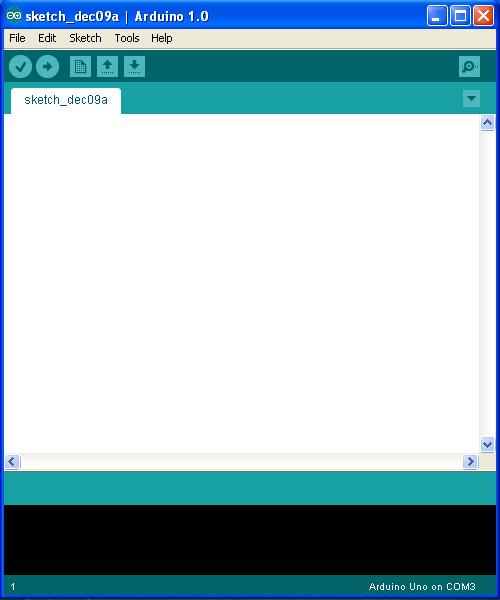 sketch_dec09a | Arduino 1.0
File Edit Sketch Tools Help
sketch_dec09a
1 Arduino Uno on COM3